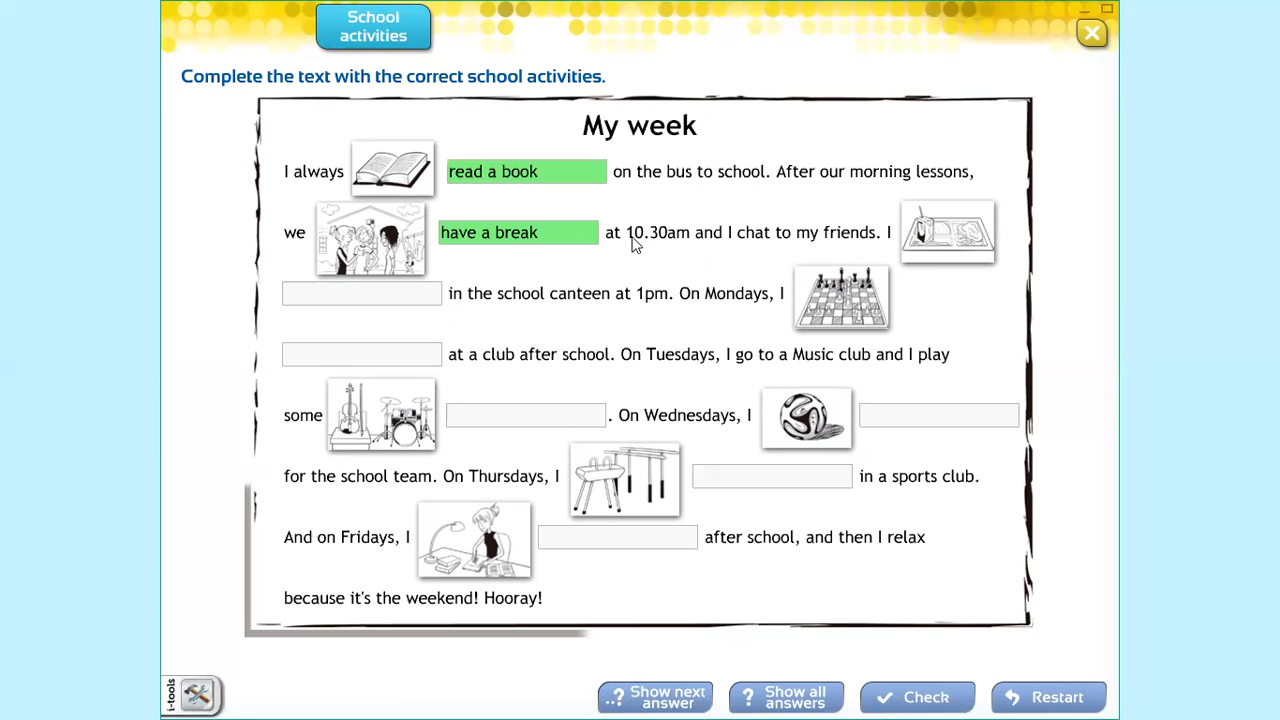 School
activities
Complete the text with the correct school activities.
My week
I always read a book on the bus to school. After our morning lessons,
we have a break at 10.30am and I chat to my friends. I
in the school canteen at 1pm. On Mondays, I
at a club after school. On Tuesdays, I go to a Music club and I play
some . On Wednesdays, I
for the school team. On Thursdays, I in a sports club.
And on Fridays, I after school, and then I relax
because it's the weekend! Hooray!
i-tools
..? Show next answer
? Show all answers
Check
Restart